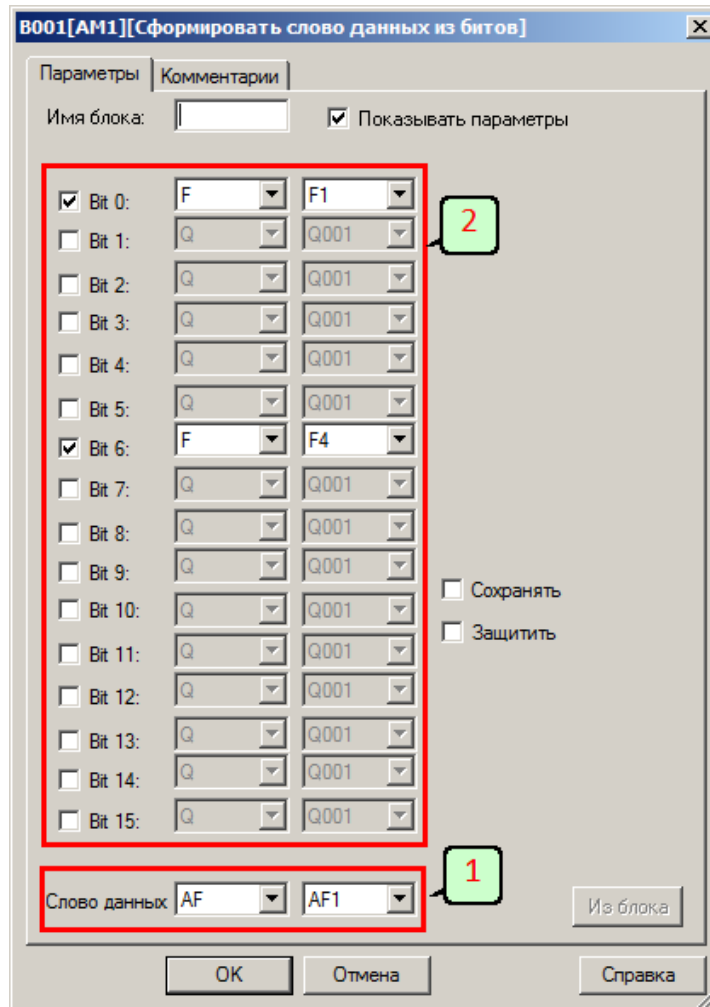 B001[AM1][Сформировать слово данных из битов]
Параметры Комментарии
Имя блока: Показывать параметры
Bit 0: F F1
2
Bit 1: Q Q001
Bit 2: Q Q001
Bit 3: Q Q001
Bit 4: Q Q001
Bit 5: Q Q001
Bit 6: F F4
Bit 7: Q Q001
Bit 8: Q Q001
Bit 9: Q Q001
Сохранять
Bit 10: Q Q001
Защитить
Bit 11: Q Q001
Bit 12: Q Q001
Bit 13: Q Q001
Bit 14: Q Q001
Bit 15: Q Q001
1
Слово данных AF AF1 Из блока
OK Отмена Справка